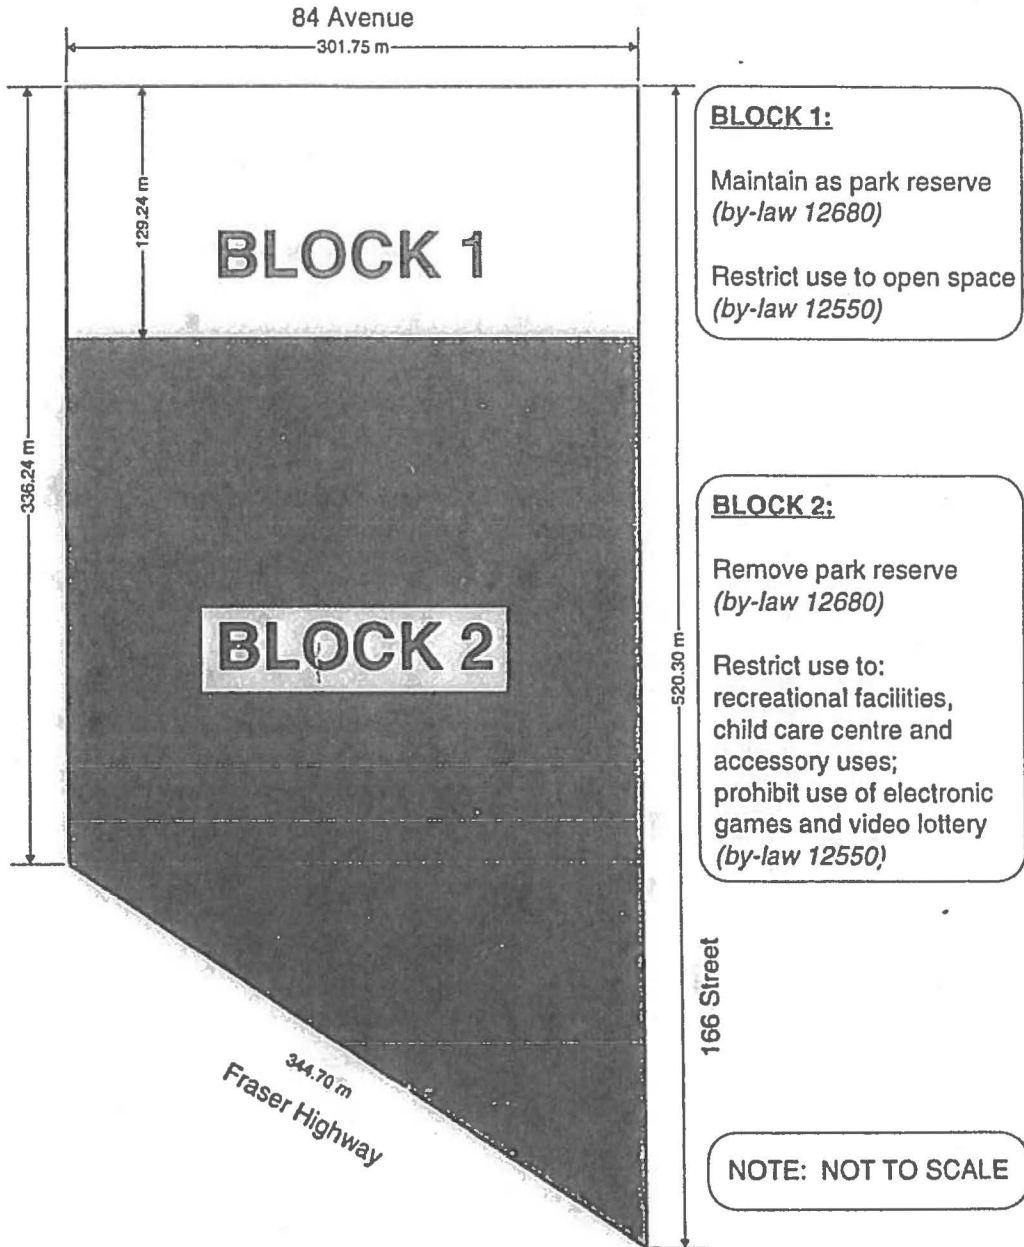 84 Avenue
301.75 m
BLOCK 1:
Maintain as park reserve
(by-law 12680)
Restrict use to open space
(by-law 12550)
129.24 m
BLOCK 1
336.24 m
520.30 m
BLOCK 2:
Remove park reserve
(by-law 12680)
Restrict use to:
recreational facilities,
child care centre and
accessory uses;
prohibit use of electronic
games and video lottery
(by-law 12550)
BLOCK 2
166 Street
344.70 m
Fraser Highway
NOTE: NOT TO SCALE